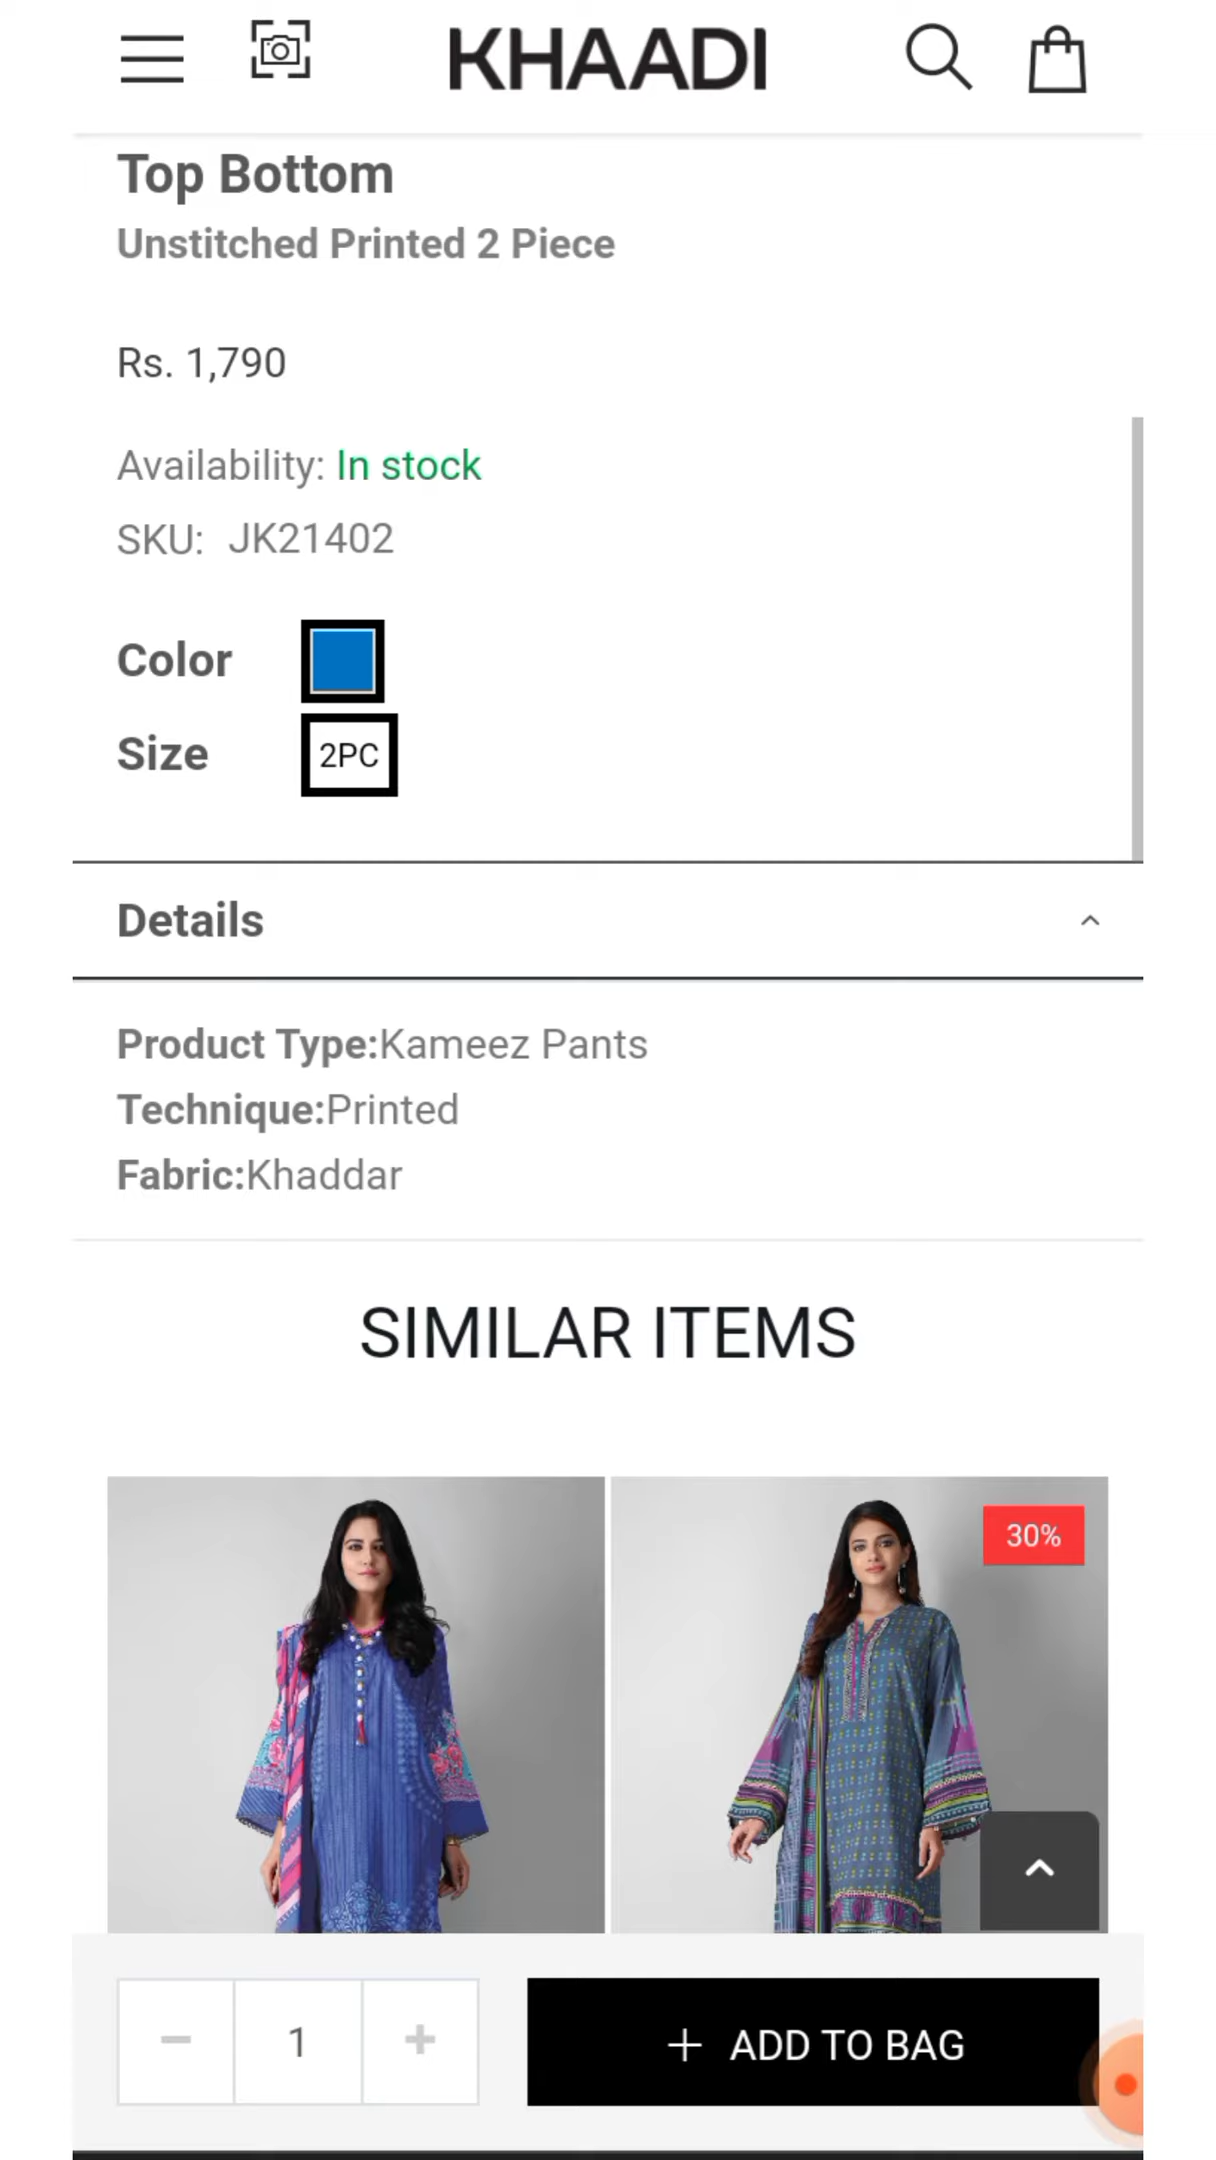 KHAADI
Top Bottom
Unstitched Printed 2 Piece
Rs. 1,790
Availability: In stock
SKU: JK21402
Color
Size 2PC
Details
Product Type:Kameez Pants
Technique:Printed
Fabric:Khaddar
SIMILAR ITEMS
30%
1
ADD TO BAG